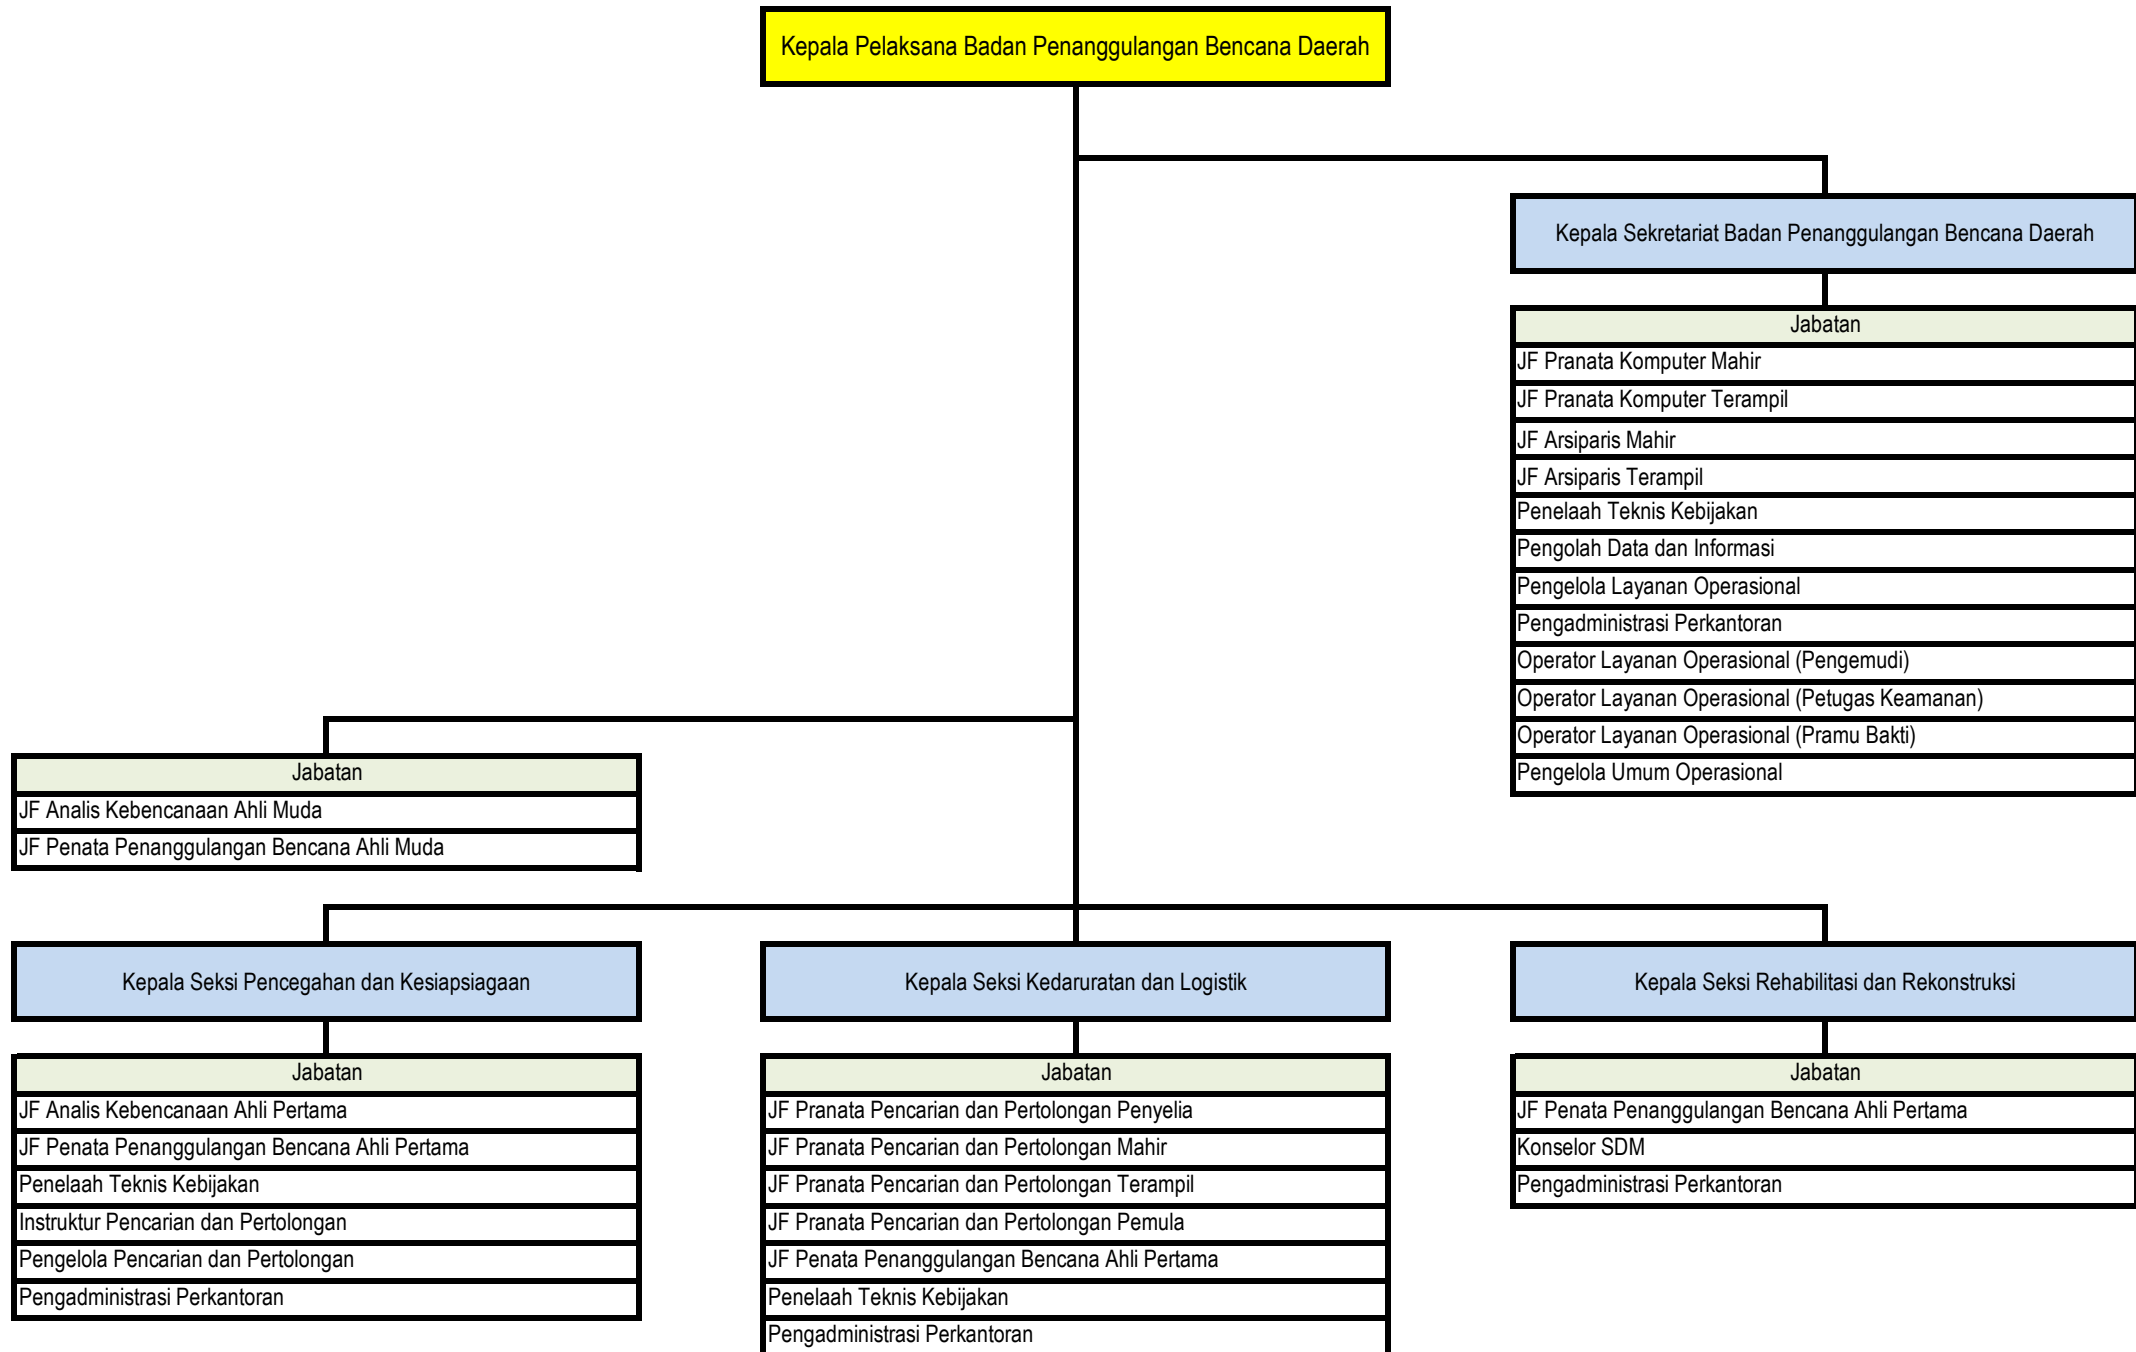 Kepala Pelaksana Badan Penanggulangan Bencana Daerah
Kepala Sekretariat Badan Penanggulangan Bencana Daerah
Jabatan
JF Pranata Komputer Mahir
JF Pranata Komputer Terampil
JF Arsiparis Mahir
JF Arsiparis Terampil
Penelaah Teknis Kebijakan
Pengolah Data dan Informasi
Pengelola Layanan Operasional
Pengadministrasi Perkantoran
Operator Layanan Operasional (Pengemudi)
Operator Layanan Operasional (Petugas Keamanan)
Operator Layanan Operasional (Pramu Bakti)
Pengelola Umum Operasional
Jabatan
JF Analis Kebencanaan Ahli Muda
JF Penata Penanggulangan Bencana Ahli Muda
Kepala Seksi Pencegahan dan Kesiapsiagaan
Jabatan
JF Analis Kebencanaan Ahli Pertama
JF Penata Penanggulangan Bencana Ahli Pertama
Penelaah Teknis Kebijakan
Instruktur Pencarian dan Pertolongan
Pengelola Pencarian dan Pertolongan
Pengadministrasi Perkantoran
Kepala Seksi Kedaruratan dan Logistik
Jabatan
JF Pranata Pencarian dan Pertolongan Penyelia
JF Pranata Pencarian dan Pertolongan Mahir
JF Pranata Pencarian dan Pertolongan Terampil
JF Pranata Pencarian dan Pertolongan Pemula
JF Penata Penanggulangan Bencana Ahli Pertama
Penelaah Teknis Kebijakan
Pengadministrasi Perkantoran
Kepala Seksi Rehabilitasi dan Rekonstruksi
Jabatan
JF Penata Penanggulangan Bencana Ahli Pertama
Konselor SDM
Pengadministrasi Perkantoran